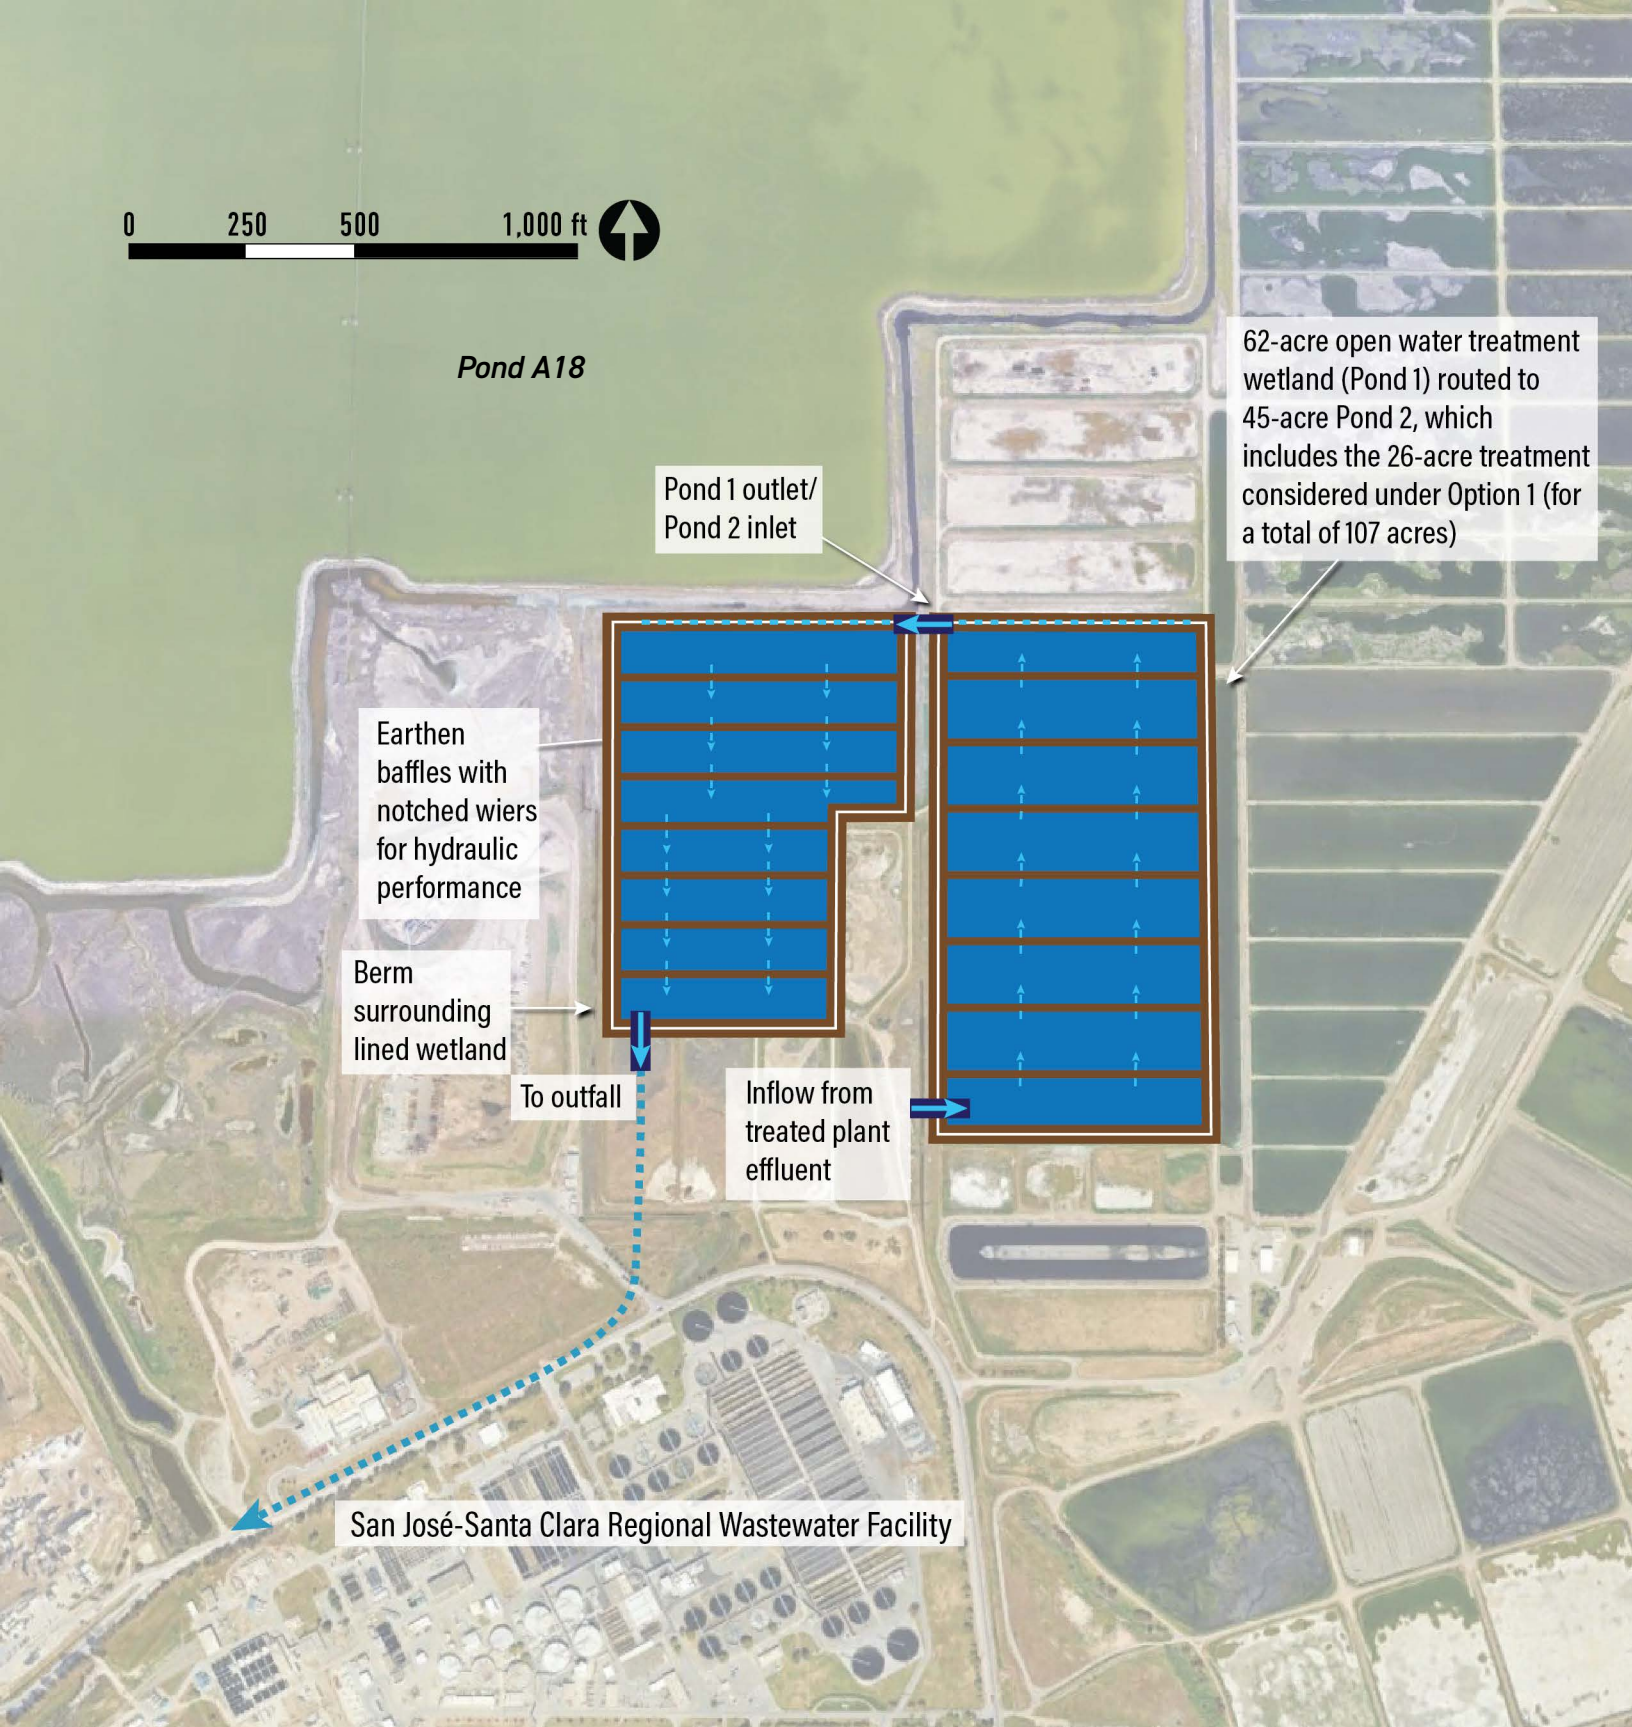 0 250 500 1,000 ft
Pond A18
62-acre open water treatment
wetland (Pond 1) routed to
45-acre Pond 2, which
includes the 26-acre treatment
considered under Option 1 (for
a total of 107 acres)
Pond 1 outlet/
Pond 2 inlet
Earthen
baffles with
notched wiers
for hydraulic
performance
Berm
surrounding
lined wetland
To outfall
Inflow from
treated plant
effluent
San José-Santa Clara Regional Wastewater Facility